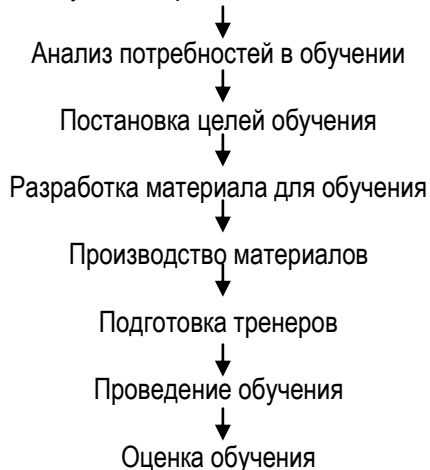 Анализ потребностей в обучении
Постановка целей обучения
Разработка материала для обучения
Производство материалов
Подготовка тренеров
Проведение обучения
Оценка обучения